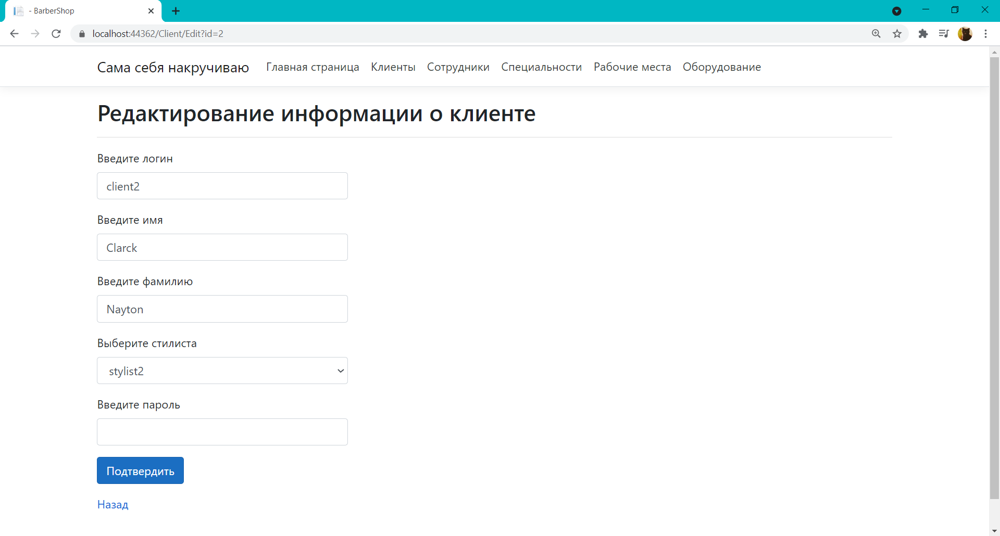 - BarberShop
localhost:44362/Client/Edit?id=2
Сама себя накручиваю Главная страница Клиенты Сотрудники Специальности Рабочие места Оборудование
Редактирование информации о клиенте
Введите логин
client2
Введите имя
Clarck
Введите фамилию
Nayton
Выберите стилиста
stylist2
Введите пароль
Подтвердить
Назад